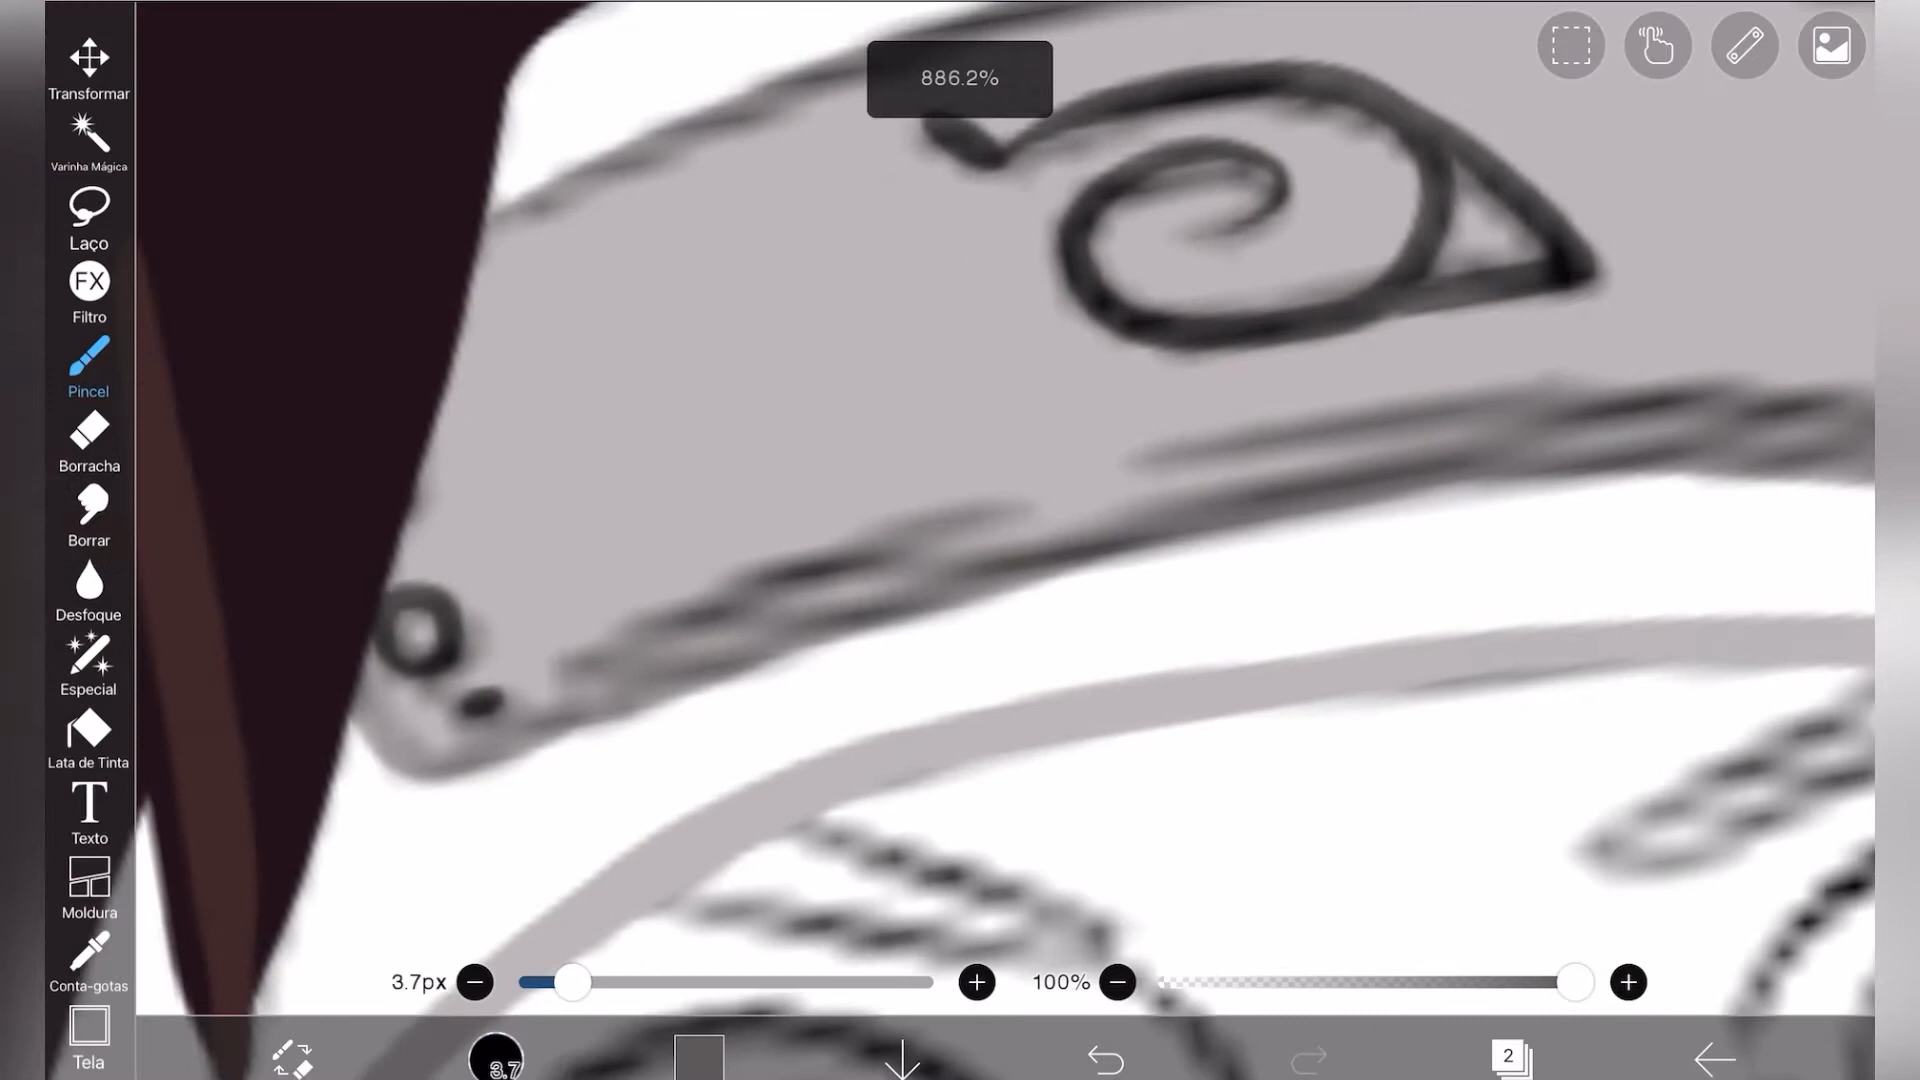 886.2%
Transformar
Varinha Mágica
Laço
FX
Filtro
Pincel
Borracha
Borrar
Desfoque
Especial
Lata de Tinta
T
Texto
Moldura
Conta-gotas
Tela
3.7px
100%
3.7
2